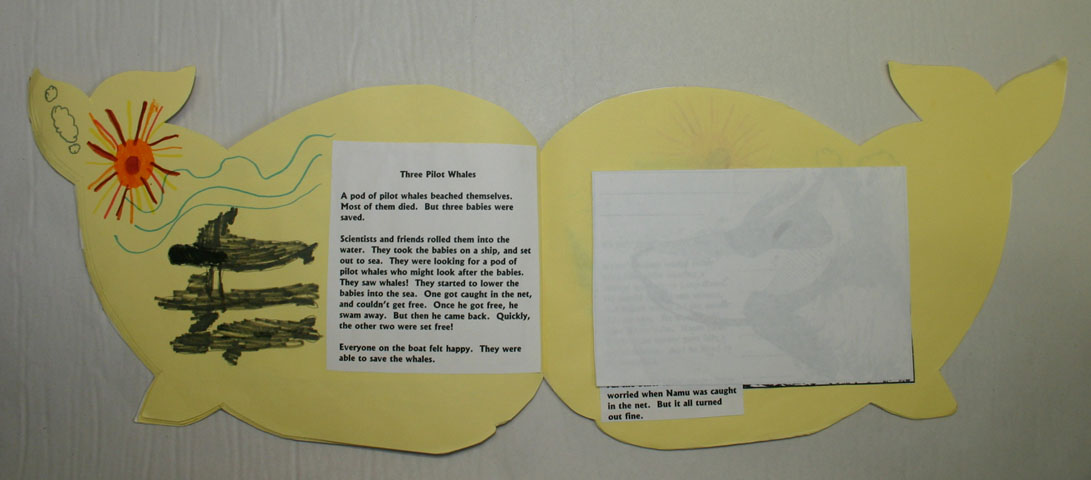 Three Pilot Whales
A pod of pilot whales beached themselves.
Most of them died. But three babies were
saved.
Scientists and friends rolled them into the
water. They took the babies on a ship, and set
out to sea. They were looking for a pod of
pilot whales who might look after the babies.
They saw whales! They started to lower the
babies into the sea. One got caught in the net,
and couldn't get free. Once he got free, he
swam away. But then he came back. Quickly,
the other two were set free!
Everyone on the boat felt happy. They were
able to save the whales.
worried when Namu was caught
in the net. But it all turned
out fine.